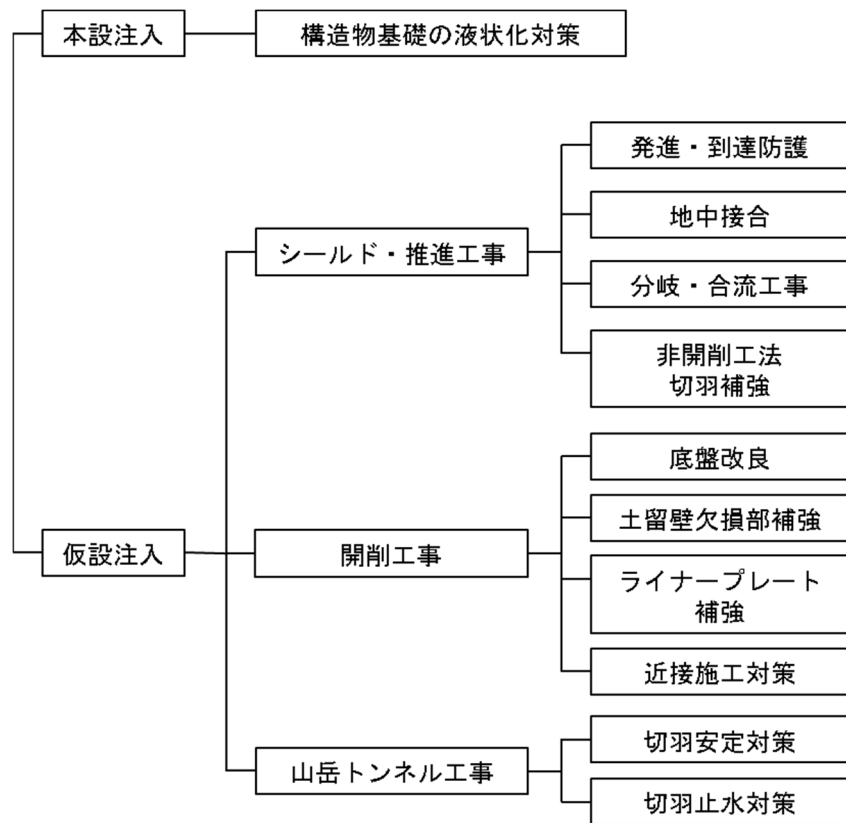 本設注入
構造物基礎の液状化対策
仮設注入
シールド・推進工事
発進・到達防護
地中接合
分岐・合流工事
非開削工法
切羽補強
開削工事
底盤改良
土留壁欠損部補強
ライナープレート
補強
近接施工対策
山岳トンネル工事
切羽安定対策
切羽止水対策